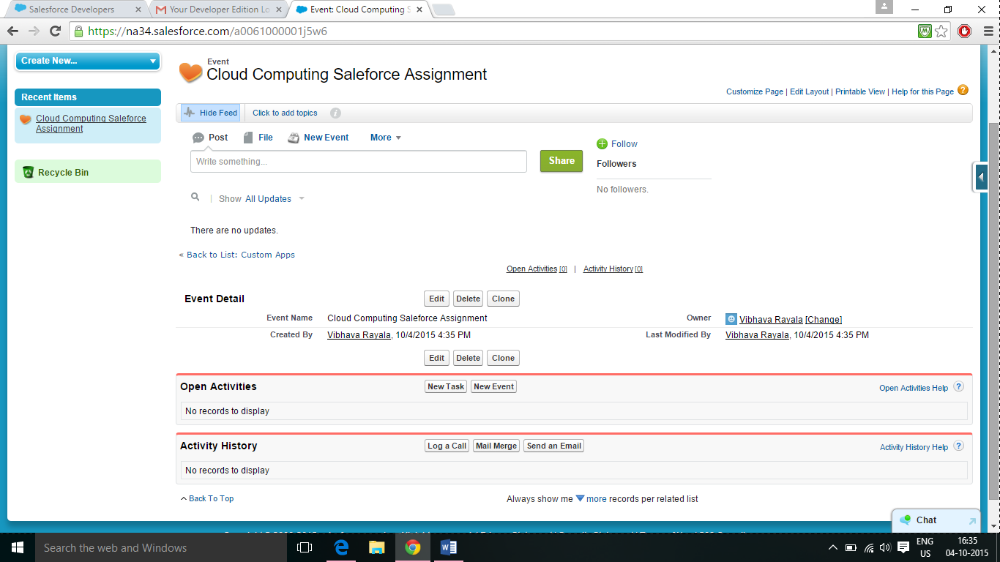 Salesforce Developers
Your Developer Edition Lo
Event: Cloud Computing S
https://na34.salesforce.com/a0061000001j5w6
Create New...
Recent Items
Cloud Computing Saleforce
Assignment
Recycle Bin
Event
Cloud Computing Saleforce Assignment
Customize Page | Edit Layout | Printable View | Help for this Page ?
Hide Feed Click to add topics i
Post File New Event More
Write something... Share
Follow
Followers
No followers.
Show All Updates
There are no updates.
« Back to List: Custom Apps
Open Activities [0] | Activity History [0]
Event Detail Edit Delete Clone
Event Name Cloud Computing Saleforce Assignment Owner Vibhava Rayala [Change]
Created By Vibhava Rayala, 10/4/2015 4:35 PM Last Modified By Vibhava Rayala, 10/4/2015 4:35 PM
Edit Delete Clone
Open Activities New Task New Event Open Activities Help ?
No records to display
Activity History Log a Call Mail Merge Send an Email Activity History Help ?
No records to display
Back To Top Always show me more records per related list
Chat
Search the web and Windows
ENG
US
16:35
04-10-2015